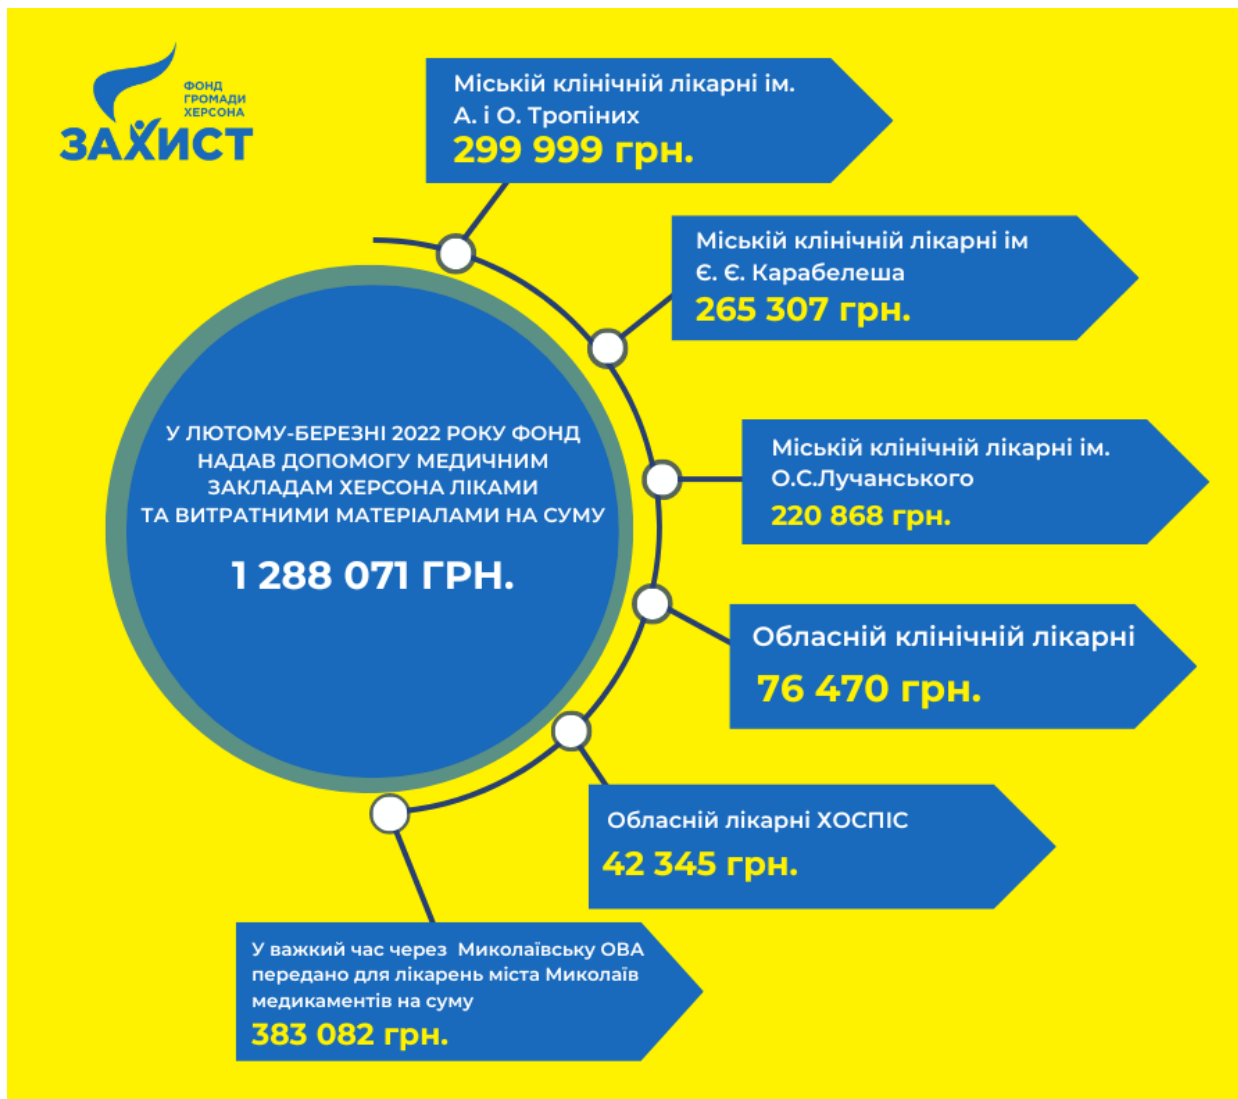 ФОНД
ГРОМАДИ
ХЕРСОНА
ЗАХИСТ
Міській клінічній лікарні ім.
А. і О. Тропіних
299 999 грн.
Міській клінічній лікарні ім
Є. Є. Карабелеша
265 307 грн.
Міській клінічній лікарні ім.
О.С.Лучанського
220 868 грн.
У ЛЮТОМУ-БЕРЕЗНІ 2022 РОКУ ФОНД
НАДАВ ДОПОМОГУ МЕДИЧНИМ
ЗАКЛАДАМ ХЕРСОНА ЛІКАМИ
ТА ВИТРАТНИМИ МАТЕРІАЛАМИ НА СУМУ
1 288 071 ГРН.
Обласній клінічній лікарні
76 470 грн.
Обласній лікарні ХОСПІС
42 345 грн.
У важкий час через Миколаївську ОВА
передано для лікарень міста Миколаїв
медикаментів на суму
383 082 грн.